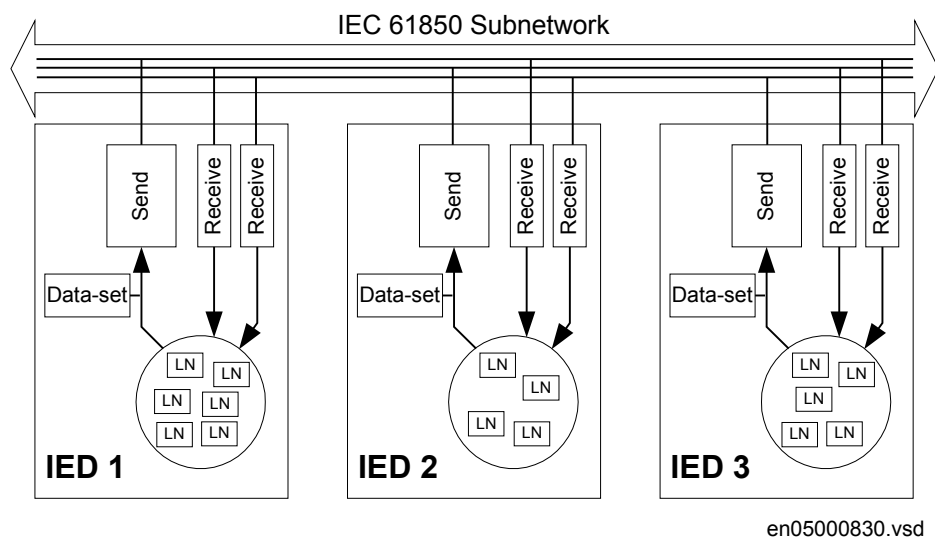 IEC 61850 Subnetwork
Send
Receive
Receive
Data-set
LN
LN
LN
LN
LN
LN
IED 1
Send
Receive
Receive
Data-set
LN
LN
LN
LN
IED 2
Send
Receive
Receive
Data-set
LN
LN
LN
LN
LN
IED 3
en05000830.vsd